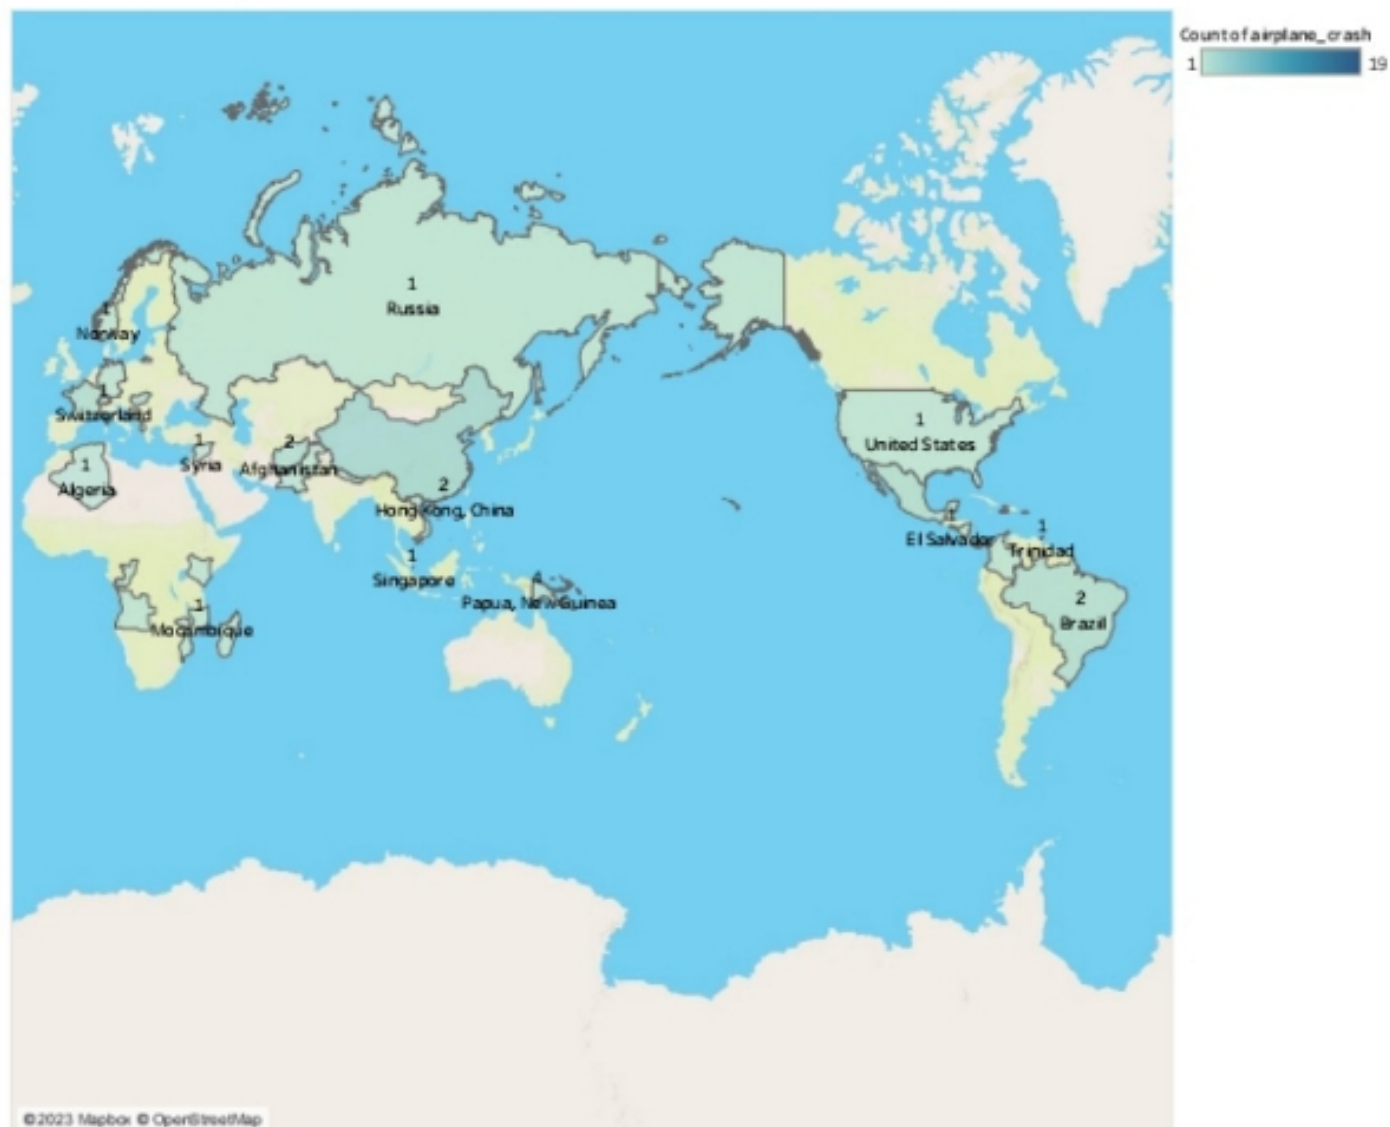 Count of airplane_crash
1 19
1
Russia
1
Norway
1
Switzerland
1
United States
1
Syria
2
Afghanistan
1
Algeria
2
Hong Kong, China
1
El Salvador
1
Trinidad
1
Singapore
4
Papua, New Guinea
2
Brazil
1
Mocambique
©2023 Mapbox © OpenStreetMap